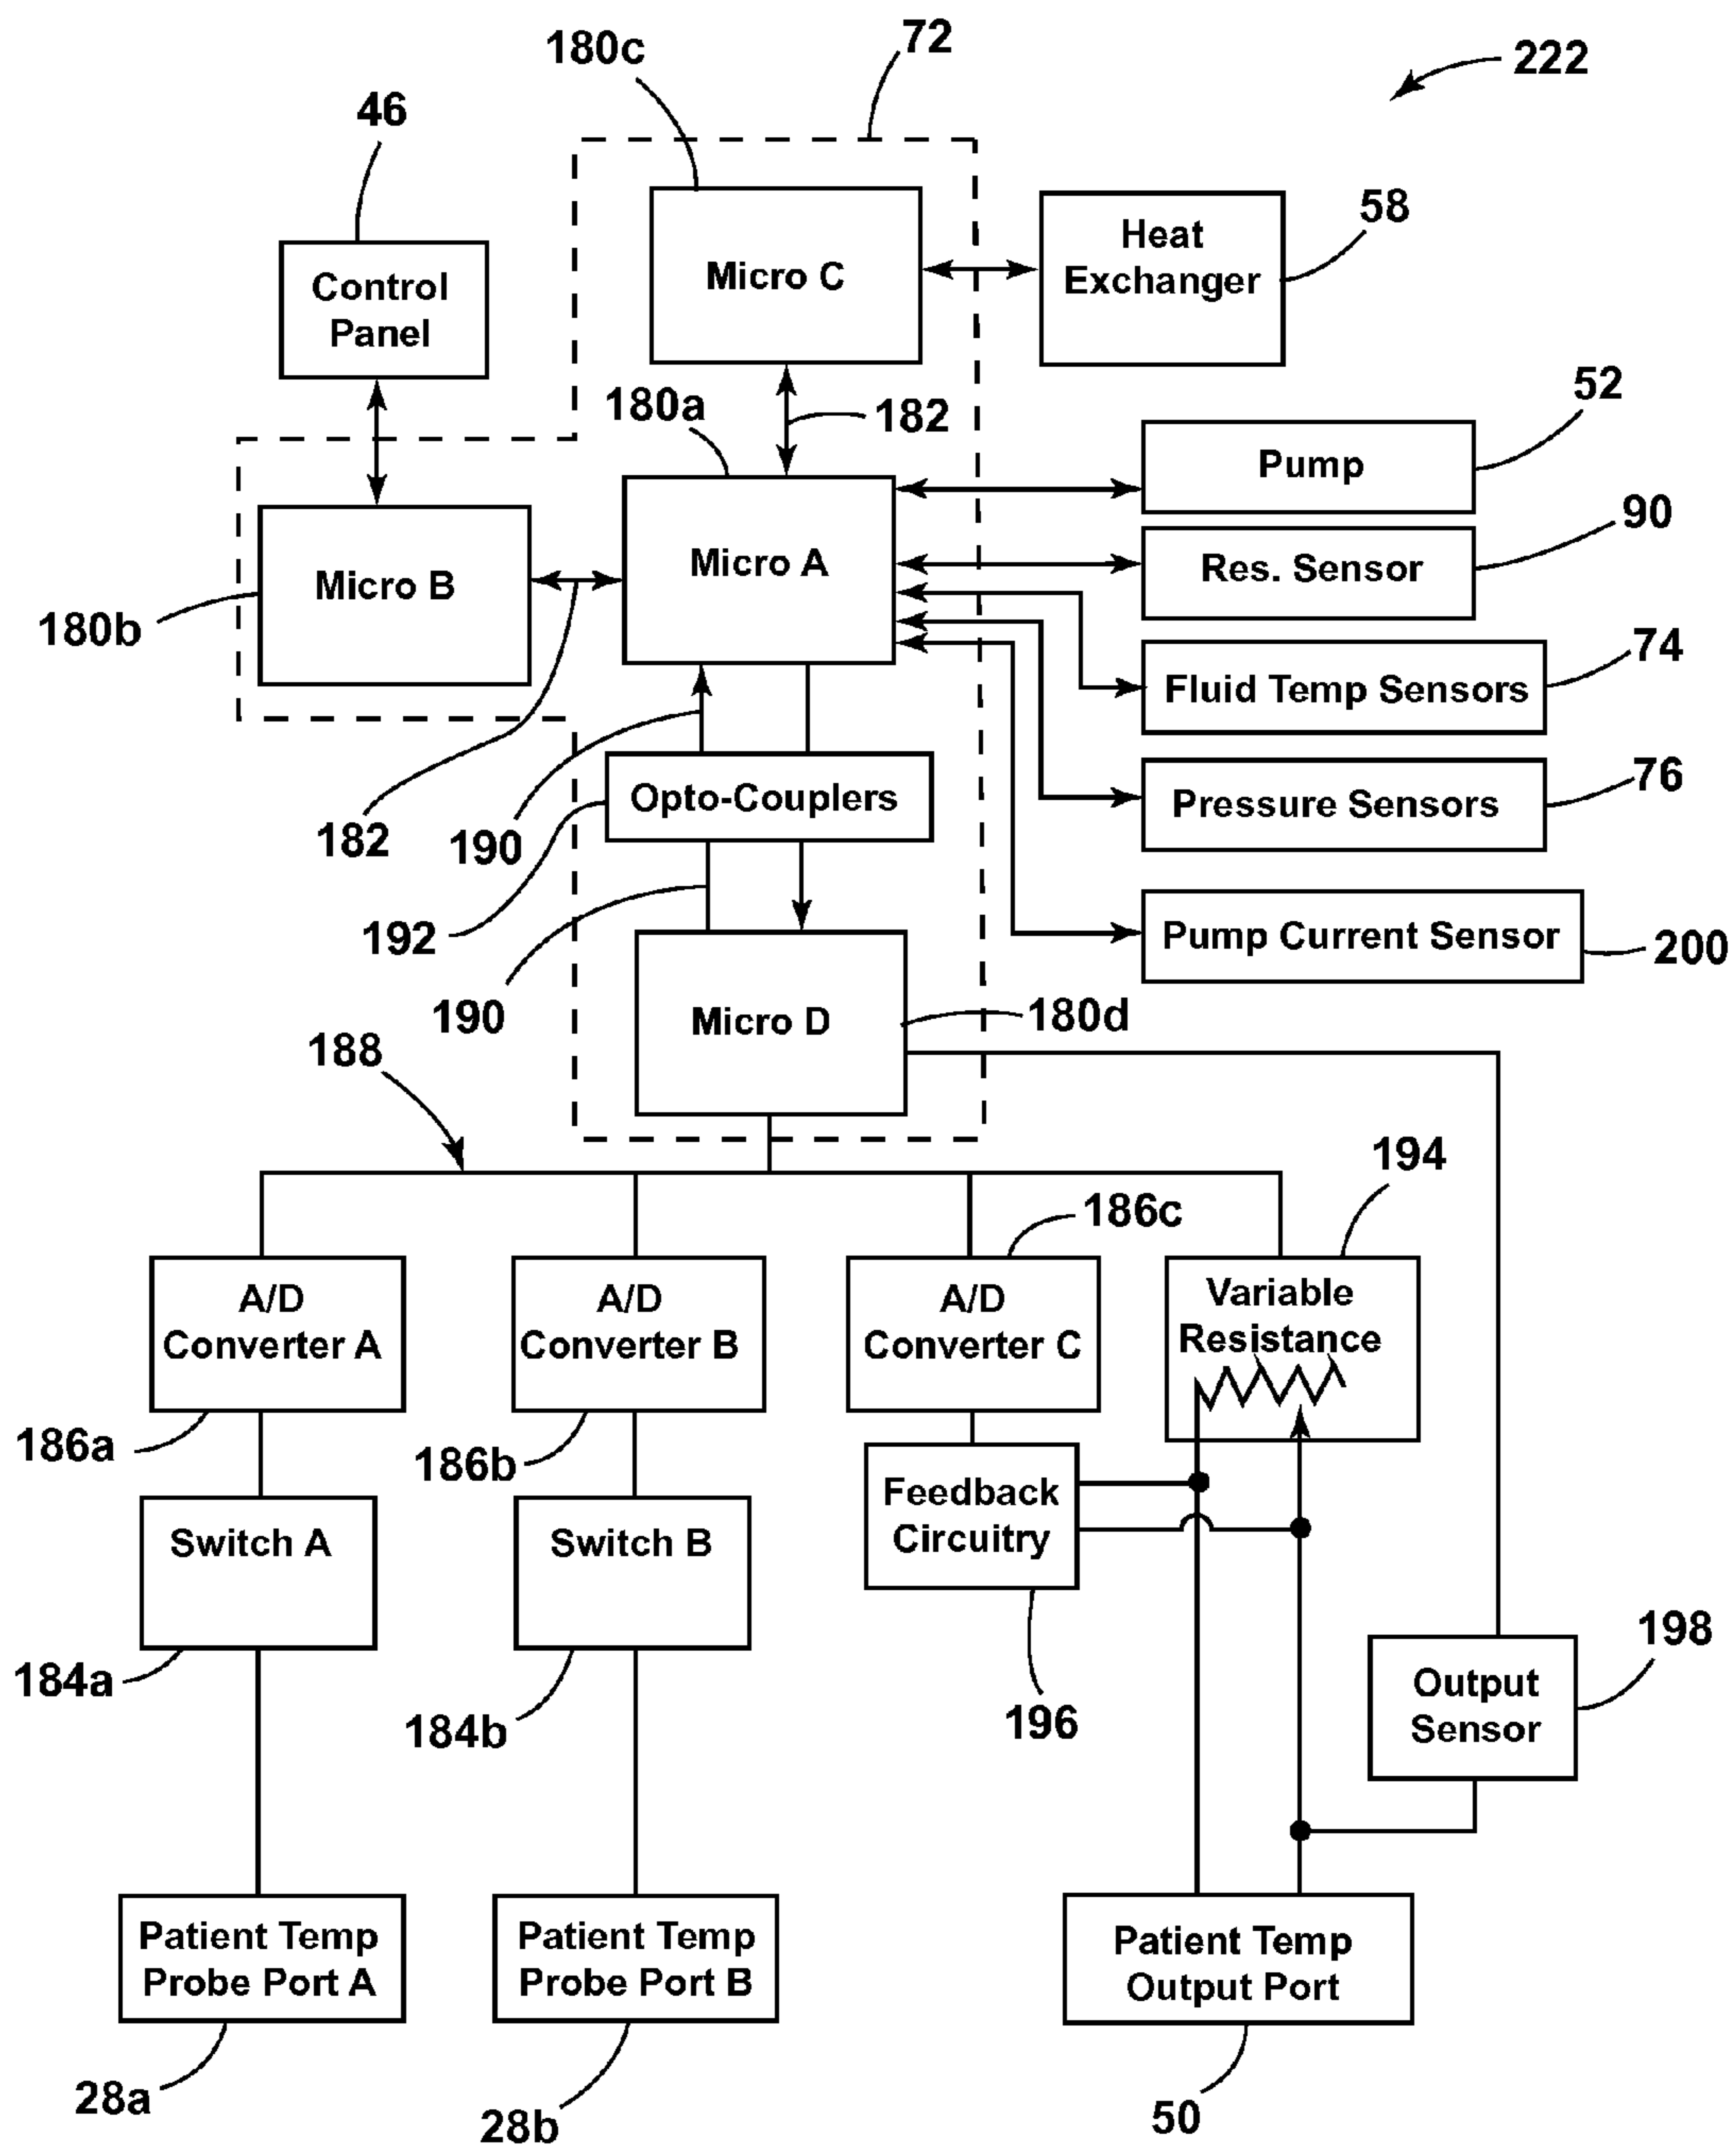 72
180c
222
46
58
Heat
Exchanger
Micro C
Control
Panel
52
180a
182
Pump
90
Micro A
Res. Sensor
Micro B
180b
74
Fluid Temp Sensors
76
Opto-Couplers
Pressure Sensors
182
190
192
Pump Current Sensor
200
190
Micro D
180d
188
194
186c
A/D
Converter A
A/D
Converter B
A/D
Converter C
Variable
Resistance
186a
186b
Feedback
Circuitry
Switch A
Switch B
198
184a
184b
196
Output
Sensor
Patient Temp
Probe Port A
Patient Temp
Probe Port B
Patient Temp
Output Port
28a
28b
50